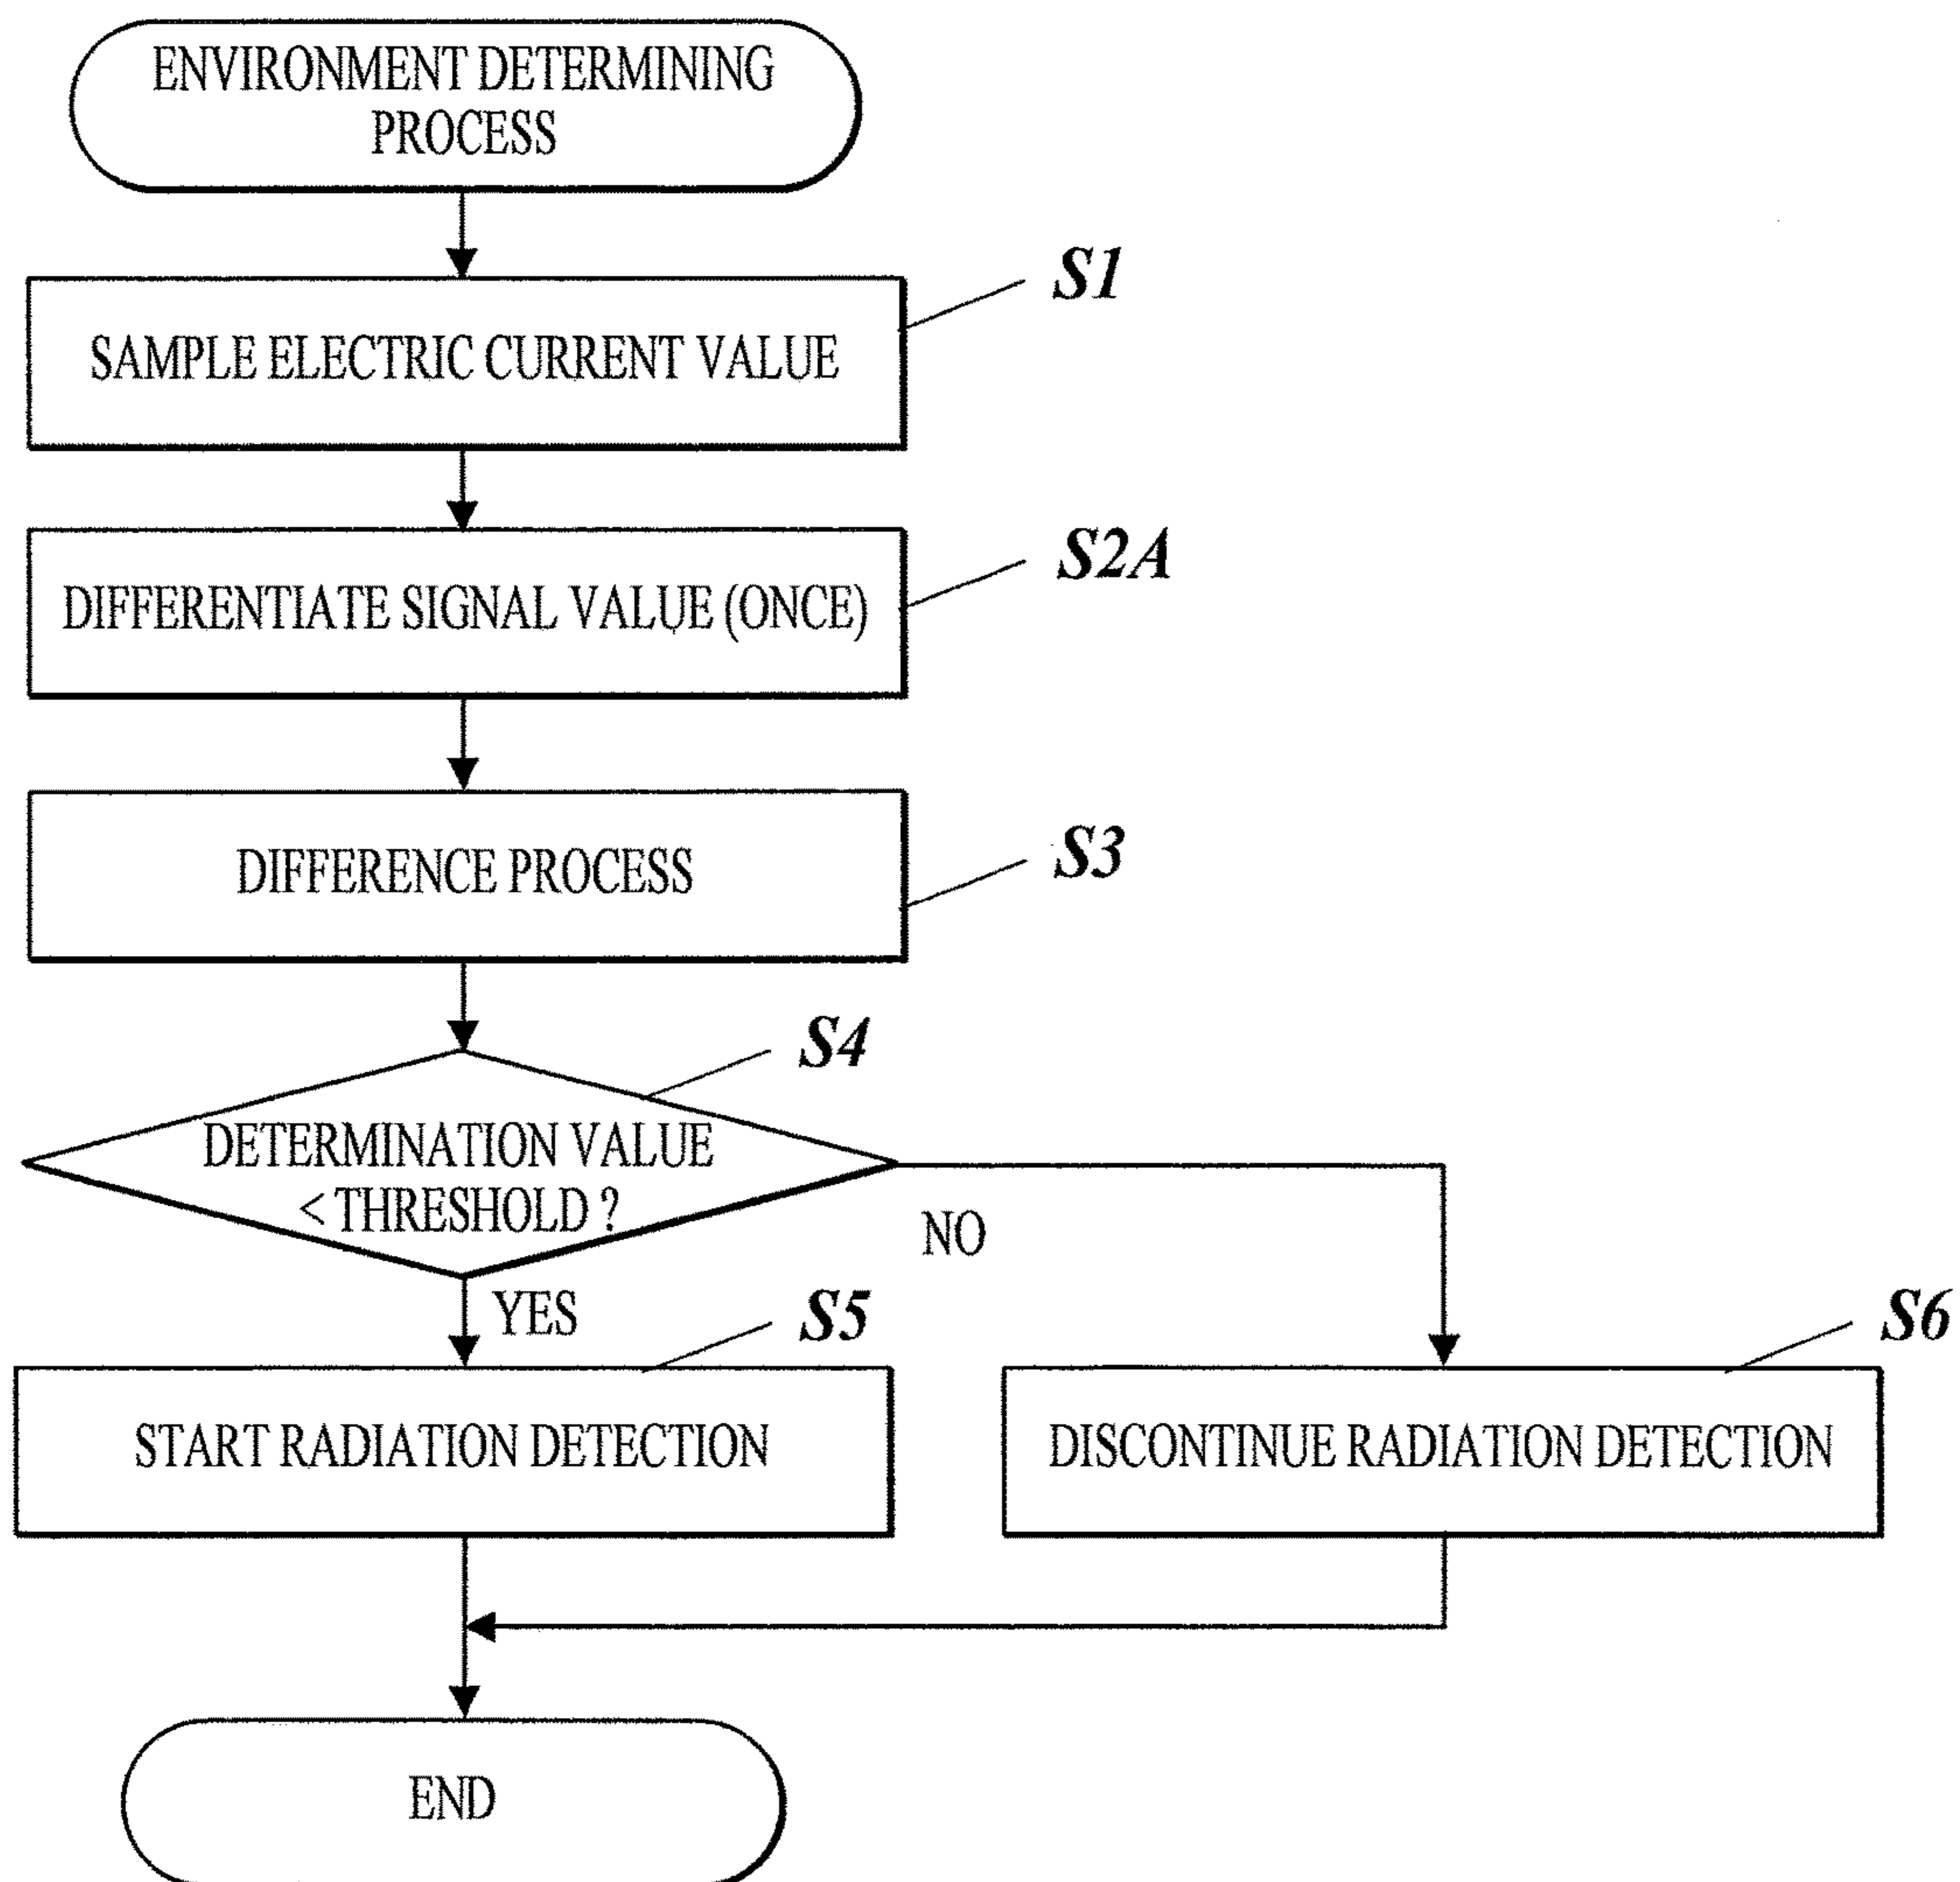 ENVIRONMENT DETERMINING
PROCESS
S1
SAMPLE ELECTRIC CURRENT VALUE
S2A
DIFFERENTIATE SIGNAL VALUE (ONCE)
S3
DIFFERENCE PROCESS
S4
DETERMINATION VALUE
< THRESHOLD ?
NO
YES
S5
S6
START RADIATION DETECTION
DISCONTINUE RADIATION DETECTION
END